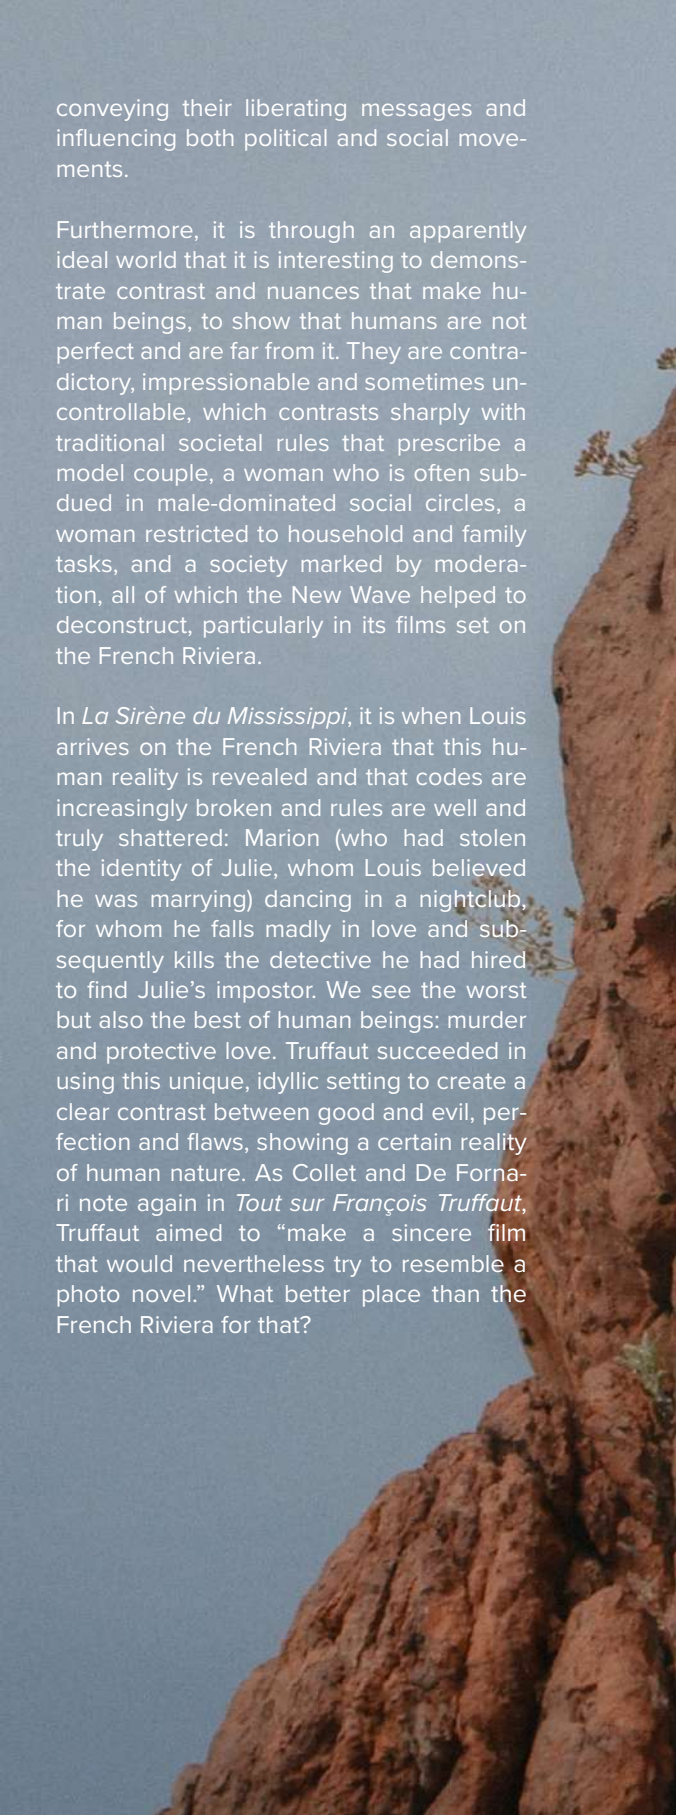 conveying their liberating messages and
influencing both political and social move-
ments.
Furthermore, it is through an apparently
ideal world that it is interesting to demons-
trate contrast and nuances that make hu-
man beings, to show that humans are not
perfect and are far from it. They are contra-
dictory, impressionable and sometimes un-
controllable, which contrasts sharply with
traditional societal rules that prescribe a
model couple, a woman who is often sub-
dued in male-dominated social circles, a
woman restricted to household and family
tasks, and a society marked by modera-
tion, all of which the New Wave helped to
deconstruct, particularly in its films set on
the French Riviera.
In La Sirène du Mississippi, it is when Louis
arrives on the French Riviera that this hu-
man reality is revealed and that codes are
increasingly broken and rules are well and
truly shattered: Marion (who had stolen
the identity of Julie, whom Louis believed
he was marrying) dancing in a nightclub,
for whom he falls madly in love and sub-
sequently kills the detective he had hired
to find Julie’s impostor. We see the worst
but also the best of human beings: murder
and protective love. Truffaut succeeded in
using this unique, idyllic setting to create a
clear contrast between good and evil, per-
fection and flaws, showing a certain reality
of human nature. As Collet and De Forna-
ri note again in Tout sur François Truffaut,
Truffaut aimed to “make a sincere film
that would nevertheless try to resemble a
photo novel.” What better place than the
French Riviera for that?